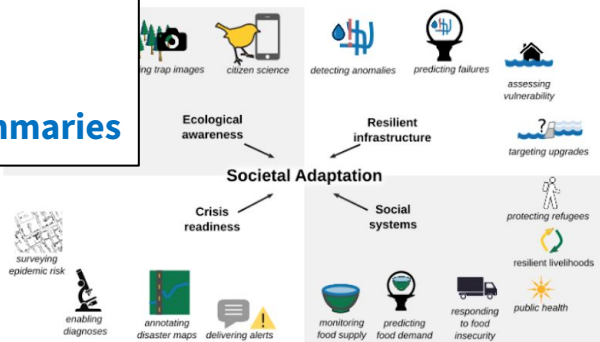 mmaries
ng trap images
citizen science
detecting anomalies
predicting failures
assessing
vulnerability
?
targeting upgrades
Ecological
awareness
Resilient
infrastructure
Societal Adaptation
Crisis
readiness
Social
systems
surveying
epidemic risk
enabling
diagnoses
annotating
disaster maps
!
delivering alerts
monitoring
food supply
predicting
food demand
responding
to food
insecurity
protecting refugees
resilient livelihoods
public health